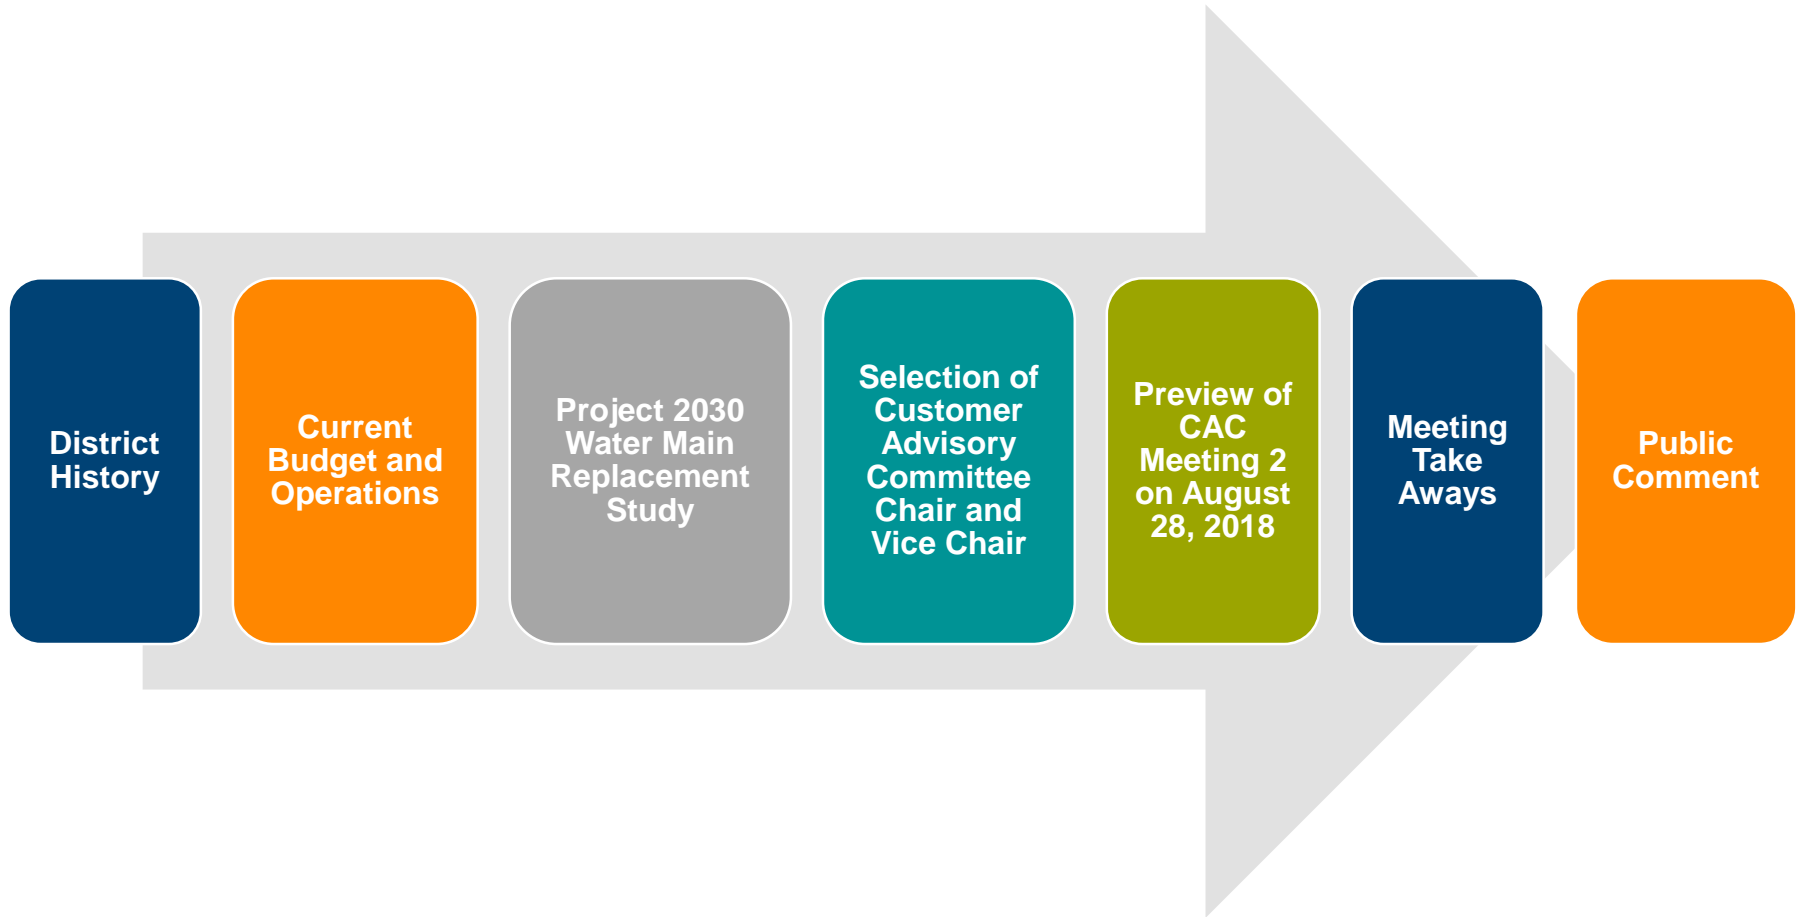 District
History
Current
Budget and
Operations
Project 2030
Water Main
Replacement
Study
Selection of
Customer
Advisory
Committee
Chair and
Vice Chair
Preview of
CAC
Meeting 2
on August
28, 2018
Meeting
Take
Aways
Public
Comment